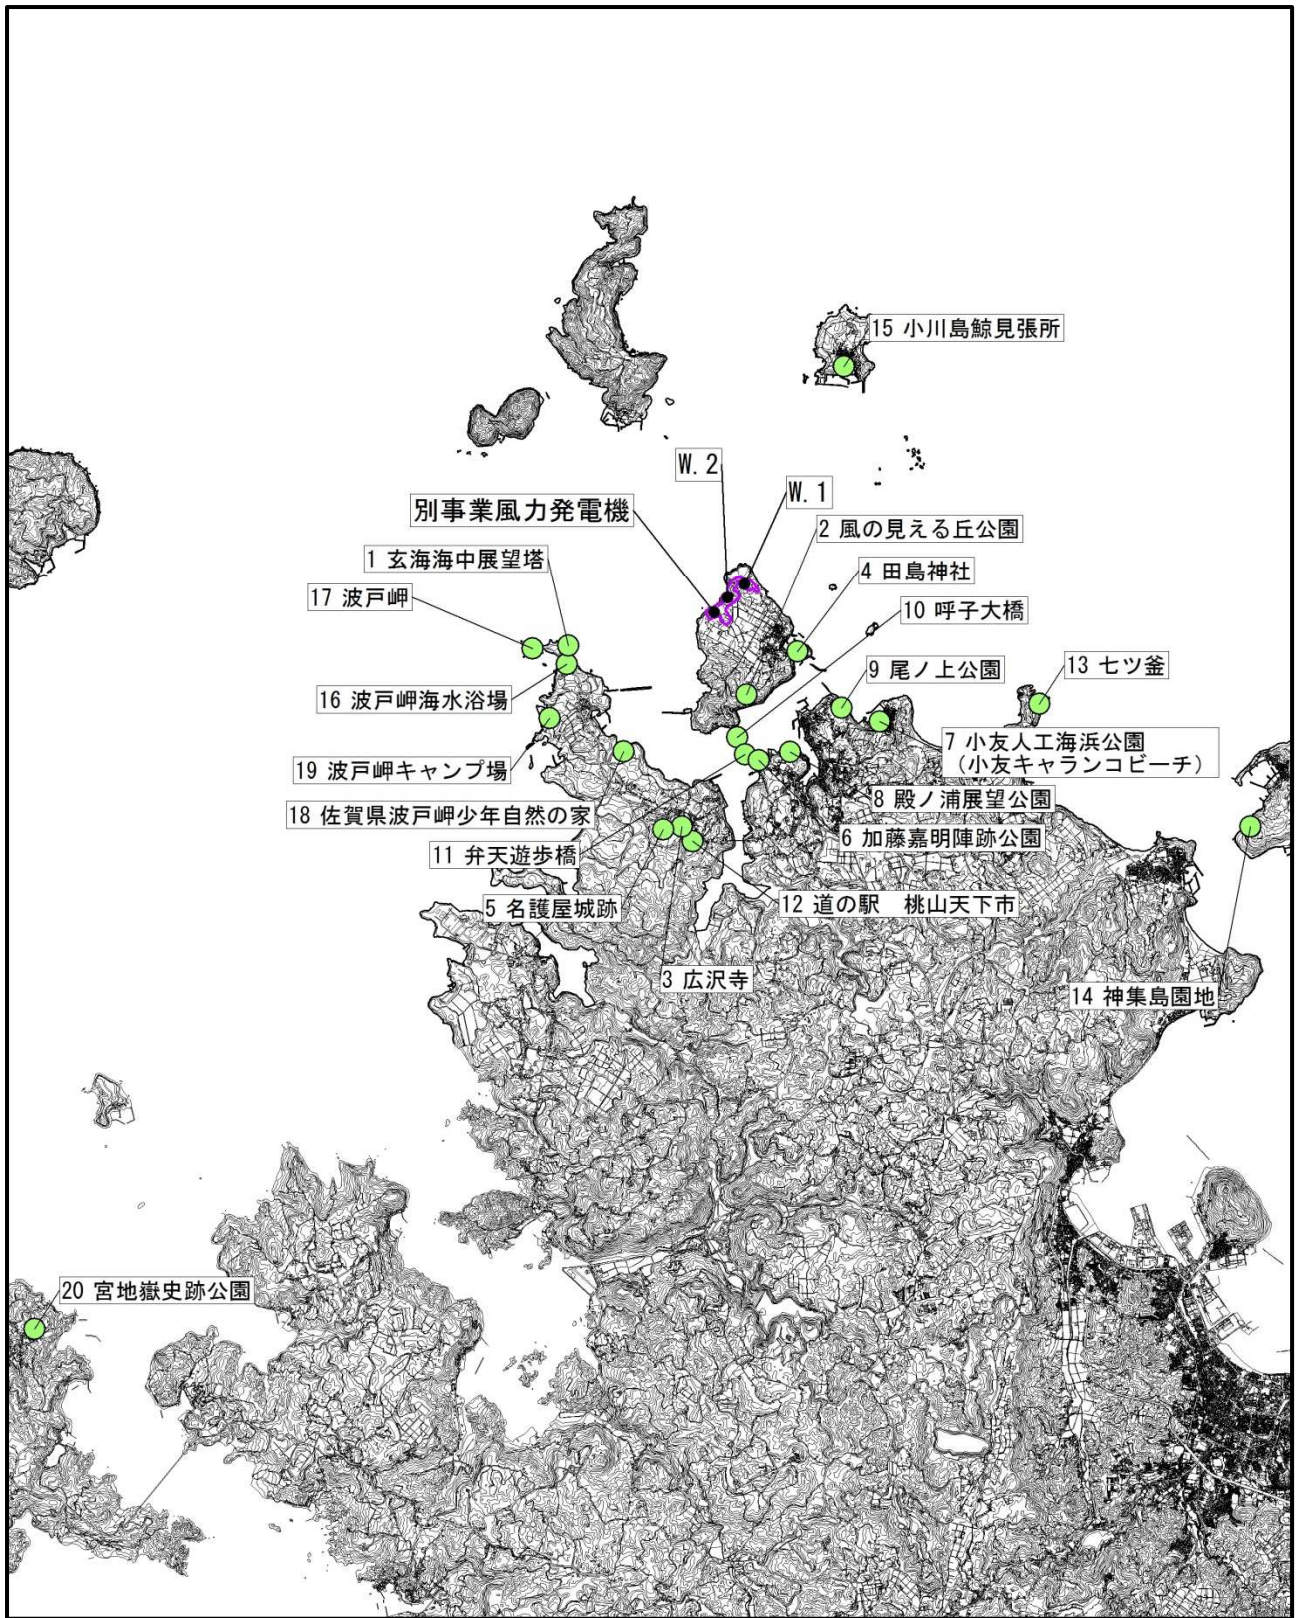 15 小川島鯨見張所
W. 2
W. 1
別事業風力発電機
2 風の見える丘公園
1 玄海海中展望塔
4 田島神社
17 波戸岬
10 呼子大橋
9 尾ノ上公園
13 七ツ釜
16 波戸岬海水浴場
7 小友人工海浜公園
(小友キャランコビーチ)
19 波戸岬キャンプ場
8 殿ノ浦展望公園
18 佐賀県波戸岬少年自然の家
6 加藤嘉明陣跡公園
11 弁天遊歩橋
5 名護屋城跡
12 道の駅 桃山天下市
3 広沢寺
14 神集島園地
20 宮地嶽史跡公園